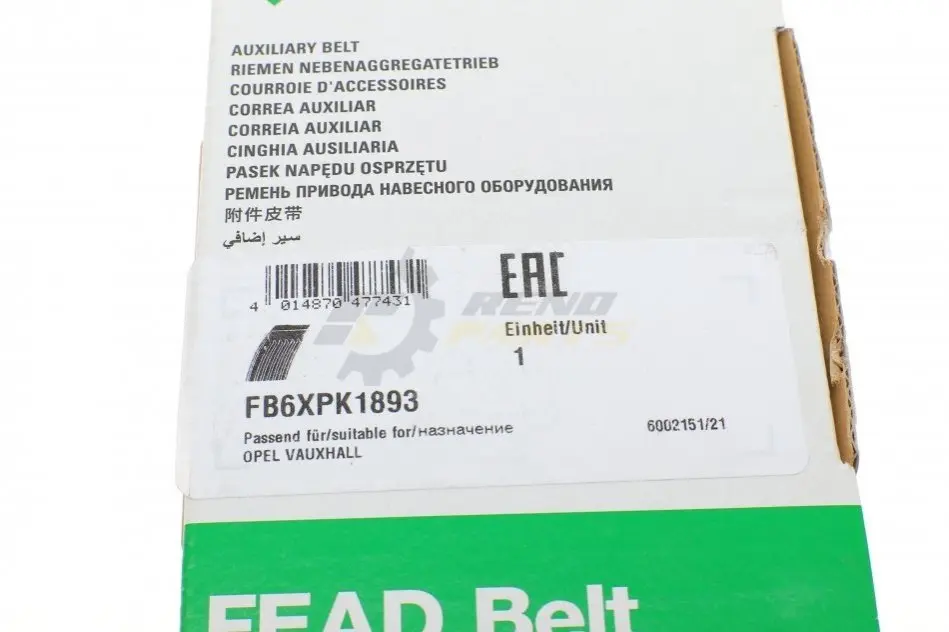 AUXILIARY BELT
RIEMEN NEBENAGGREGATETRIEB
COURROIE D'ACCESSOIRES
CORREA AUXILIAR
CORREIA AUXILIAR
CINGHIA AUSILIARIA
PASEK NAPĘDU OSPRZĘTU
РЕМЕНЬ ПРИВОДА НАВЕСНОГО ОБОРУДОВАНИЯ
附件皮带
سير إضافي
EAC
4 014870 477431
RENO
PARTS
Einheit/Unit
1
FB6XPK1893
Passend für/suitable for/назначение
OPEL VAUXHALL
6002151/21
FEAD Belt